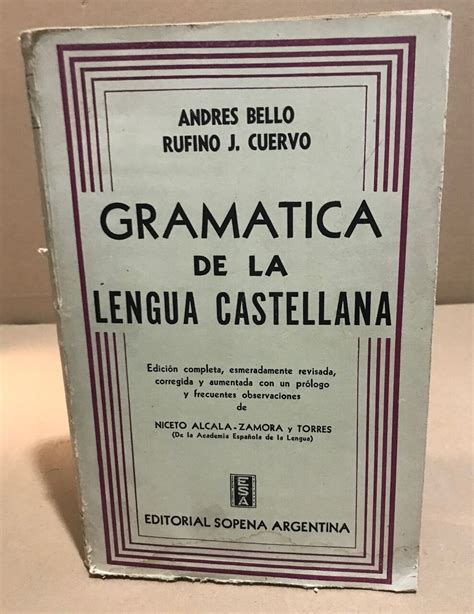 ANDRES BELLO
RUFINO J. CUERVO
GRAMATICA
DE LA
LENGUA CASTELLANA
Edición completa, esmeradamente revisada,
corregida y aumentada con un prólogo
y frecuentes observaciones
de
NICETO ALCALA-ZAMORA y TORRES
(De la Academia Española de la Lengua)
ESA
EDITORIAL SOPENA ARGENTINA